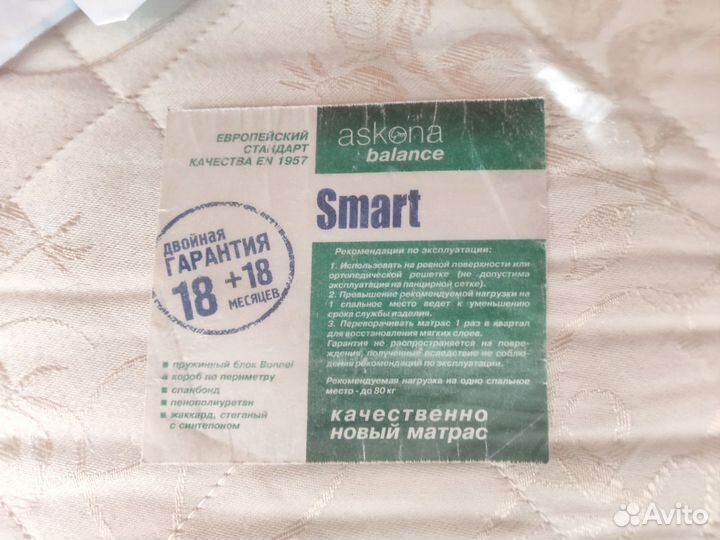 ЕВРОПЕЙСКИЙ
СТАНДАРТ
КАЧЕСТВА EN 1957
askona
balance
Smart
ДВОЙНАЯ
ГАРАНТИЯ
18 +18
МЕСЯЦЕВ
пружинный блок Bonnel
короб по периметру
спанбонд
пенополиуретан
жаккард, стеганый
с синтепоном
Рекомендации по эксплуатации:
1. Использовать на ровной поверхности или
ортопедической решетке (не допустима
эксплуатация на панцирной сетке).
2. Превышение рекомендуемой нагрузки на
1 спальное место ведет к уменьшению
срока службы изделия.
3. Переворачивать матрас 1 раз в квартал
для восстановления мягких слоев.
Гарантия не распространяется на повре-
ждения, полученные вследствие не соблю-
дения рекомендаций по эксплуатации.
Рекомендуемая нагрузка на одно спальное
место - до 80 кг
качественно
новый матрас
Avito